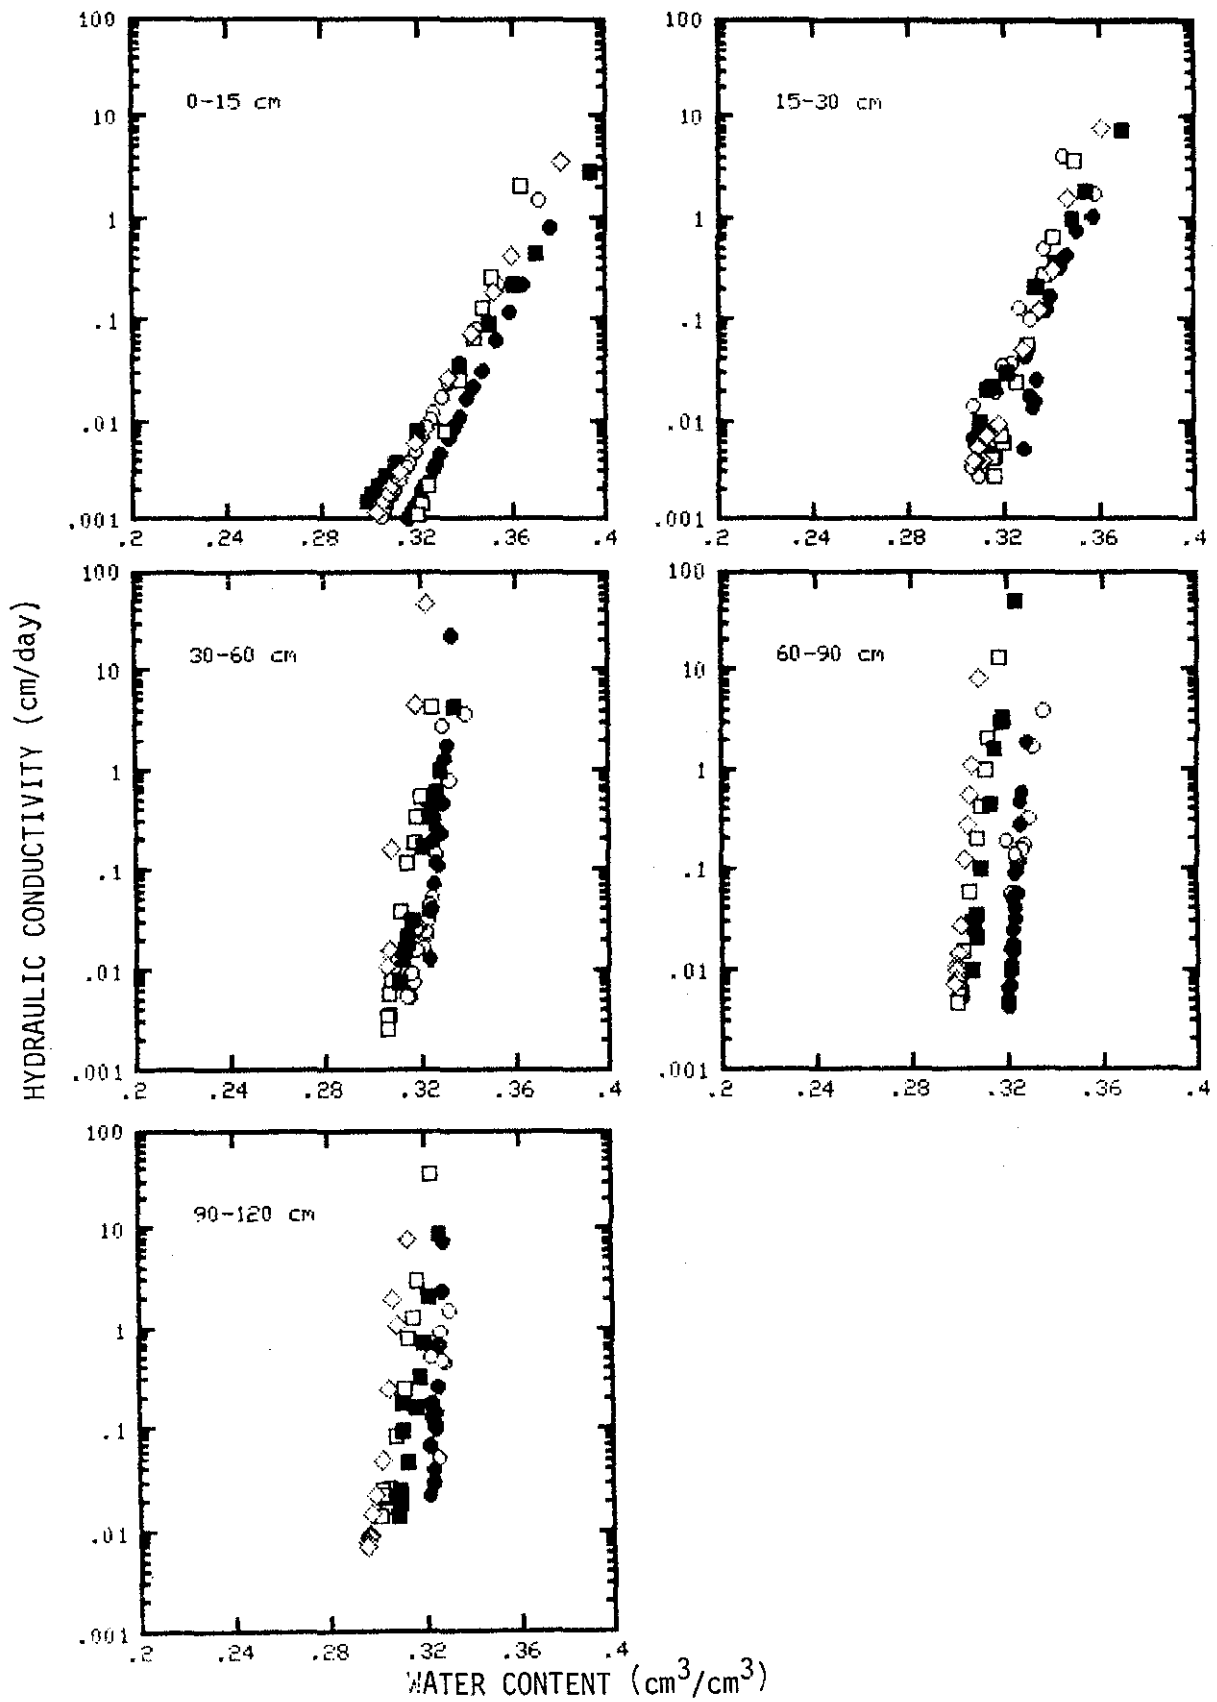 100
10
1
.1
.01
.001
0-15 cm
.2 .28 .32 .36 .4
100
10
1
.1
.01
.001
15-30 cm
.2 .24 .28 .32 .36 .4
HYDRAULIC CONDUCTIVITY (cm/day)
100
10
1
.1
.01
.001
30-60 cm
.2 .24 .28 .32 .36 .4
100
10
1
.1
.01
.001
60-90 cm
.2 .24 .28 .32 .36 .4
100
10
1
.1
.01
.001
90-120 cm
.2 .24 .28 .32 .36 .4
WATER CONTENT (cm³/cm³)